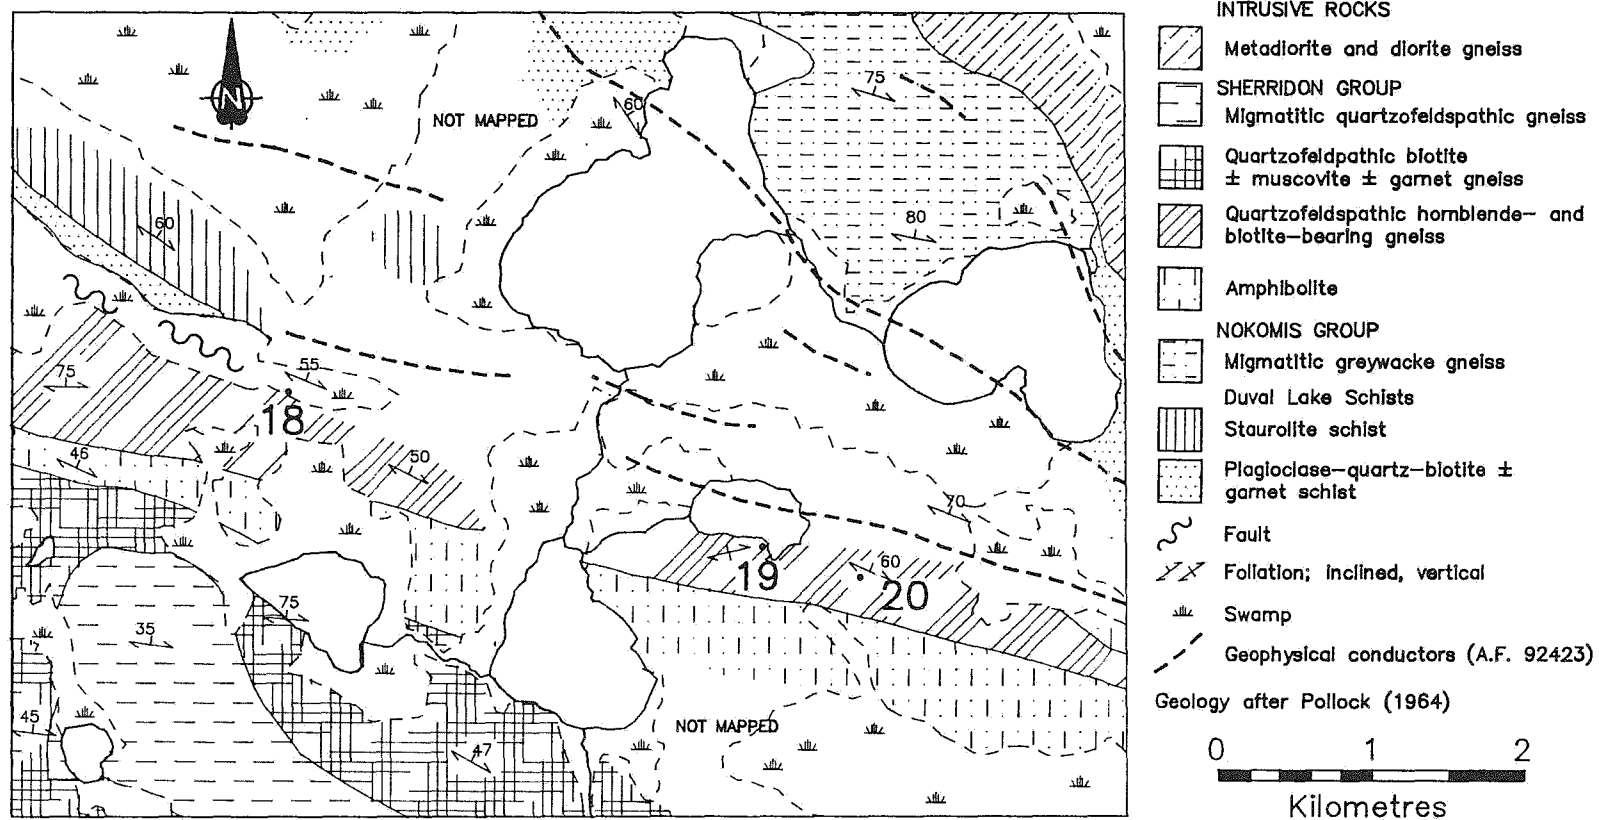 N
NOT MAPPED
60
75
60
80
75
55
18
46
50
70
19
60
20
75
35
45
47
NOT MAPPED
INTRUSIVE ROCKS
Metadiorite and diorite gneiss
SHERRIDON GROUP
Migmatitic quartzofeldspathic gneiss
Quartzofeldpathic biotite
± muscovite ± garnet gneiss
Quartzofeldspathic hornblende- and
biotite-bearing gneiss
Amphibolite
NOKOMIS GROUP
Migmatitic greywacke gneiss
Duval Lake Schists
Staurolite schist
Plagioclase-quartz-biotite ±
garnet schist
Fault
Foliation; inclined, vertical
Swamp
Geophysical conductors (A.F. 92423)
Geology after Pollock (1964)
0 1 2
Kilometres